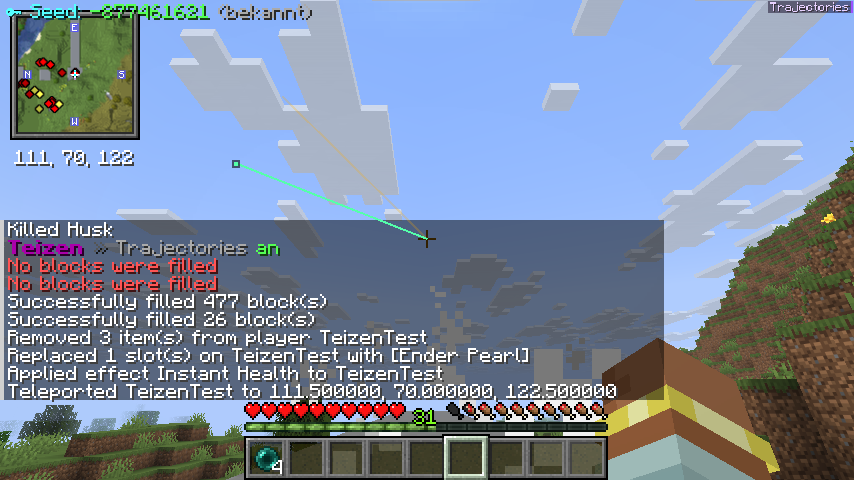 Seed: -877461621 (bekannt)
Trajectories
E
N
S
W
111, 70, 122
Killed Husk
Teizen » Trajectories an
No blocks were filled
No blocks were filled
Successfully filled 477 block(s)
Successfully filled 26 block(s)
Removed 3 item(s) from player TeizenTest
Replaced 1 slot(s) on TeizenTest with [Ender Pearl]
Applied effect Instant Health to TeizenTest
Teleported TeizenTest to 111.500000, 70.000000, 122.500000
81
4